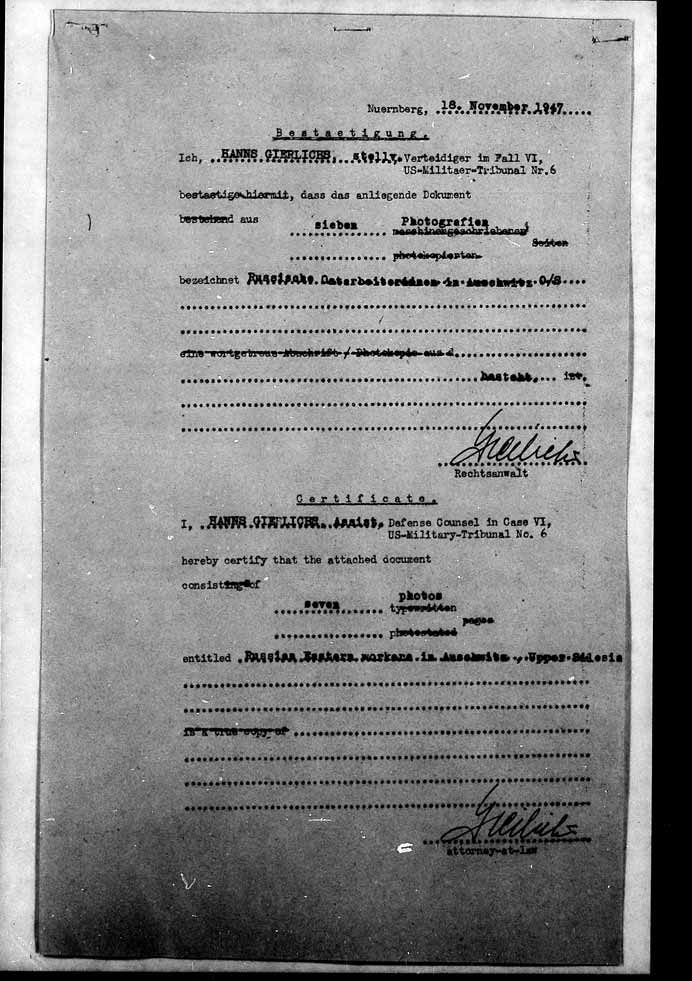 Nuernberg, 18. November 1947
Bestaetigung.
Ich, HANNS GIERLICHS, stellv. Verteidiger im Fall VI,
US-Militaer-Tribunal Nr.6
bestaetige hiermit, dass das anliegende Dokument
bestehend aus
sieben Photografien
maschinengeschriebenen
Seiten
photokopierten
bezeichnet Russische Ostarbeiterinnen in Auschwitz O/S
eine wortgetreue Abschrift / Photokopie aus d
besteht, ist.
Gierlichs
Rechtsanwalt
Certificate.
I, HANNS GIERLICHS, Assist. Defense Counsel in Case VI,
US-Military-Tribunal No. 6
hereby certify that the attached document
consisting of
photos
seven typewritten
pages
photostated
entitled Russian Eastern workers in Auschwitz, Upper Silesia
is a true copy of
Gierlichs
attorney-at-law